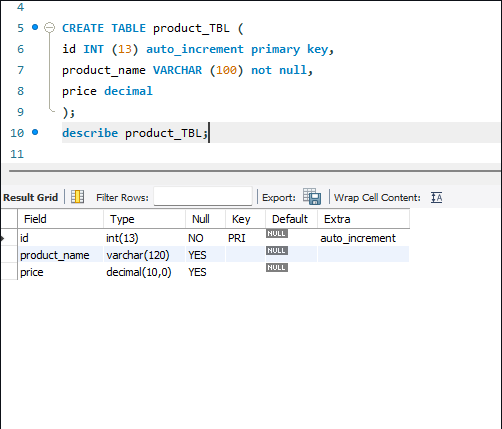 4
5 CREATE TABLE product_TBL (
6 id INT (13) auto_increment primary key,
7 product_name VARCHAR (100) not null,
8 price decimal
9 );
10 describe product_TBL;
11
Result Grid Filter Rows: Export: Wrap Cell Content: IA
Field Type Null Key Default Extra
id int(13) NO PRI NULL auto_increment
product_name varchar(120) YES NULL
price decimal(10,0) YES NULL